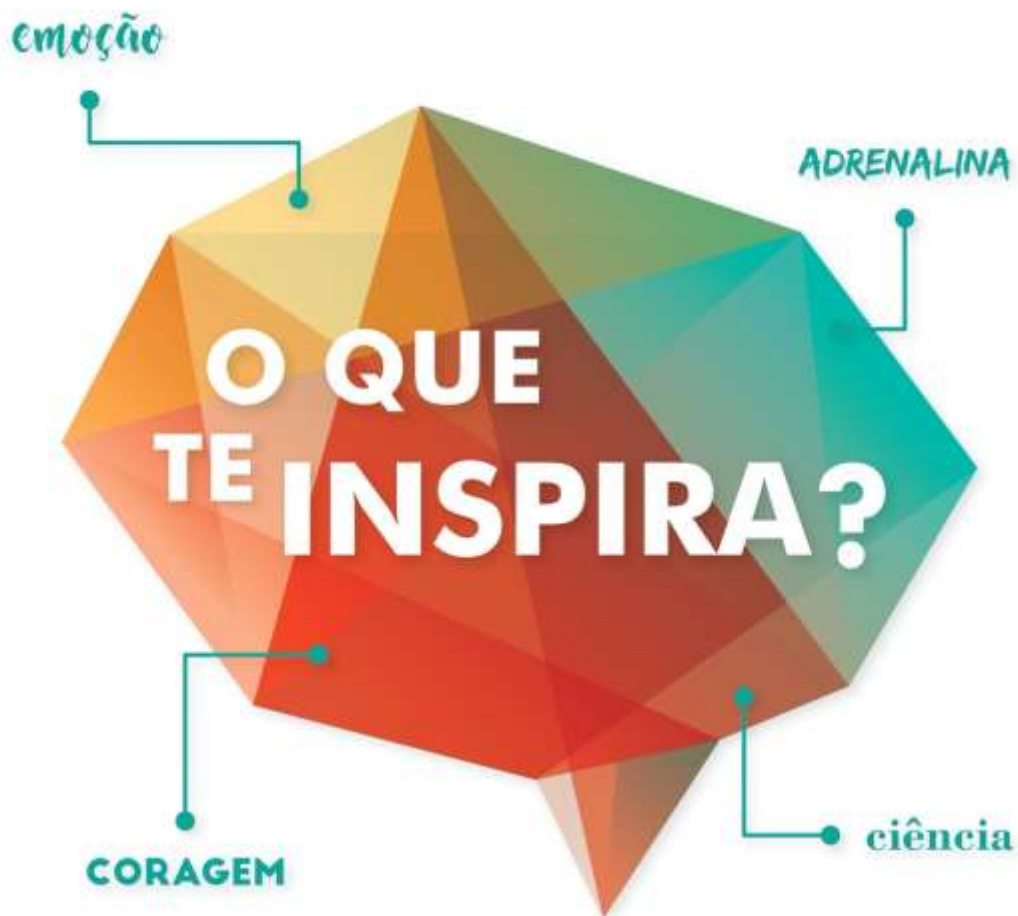 emoção
ADRENALINA
O QUE
TE INSPIRA?
CORAGEM
ciência